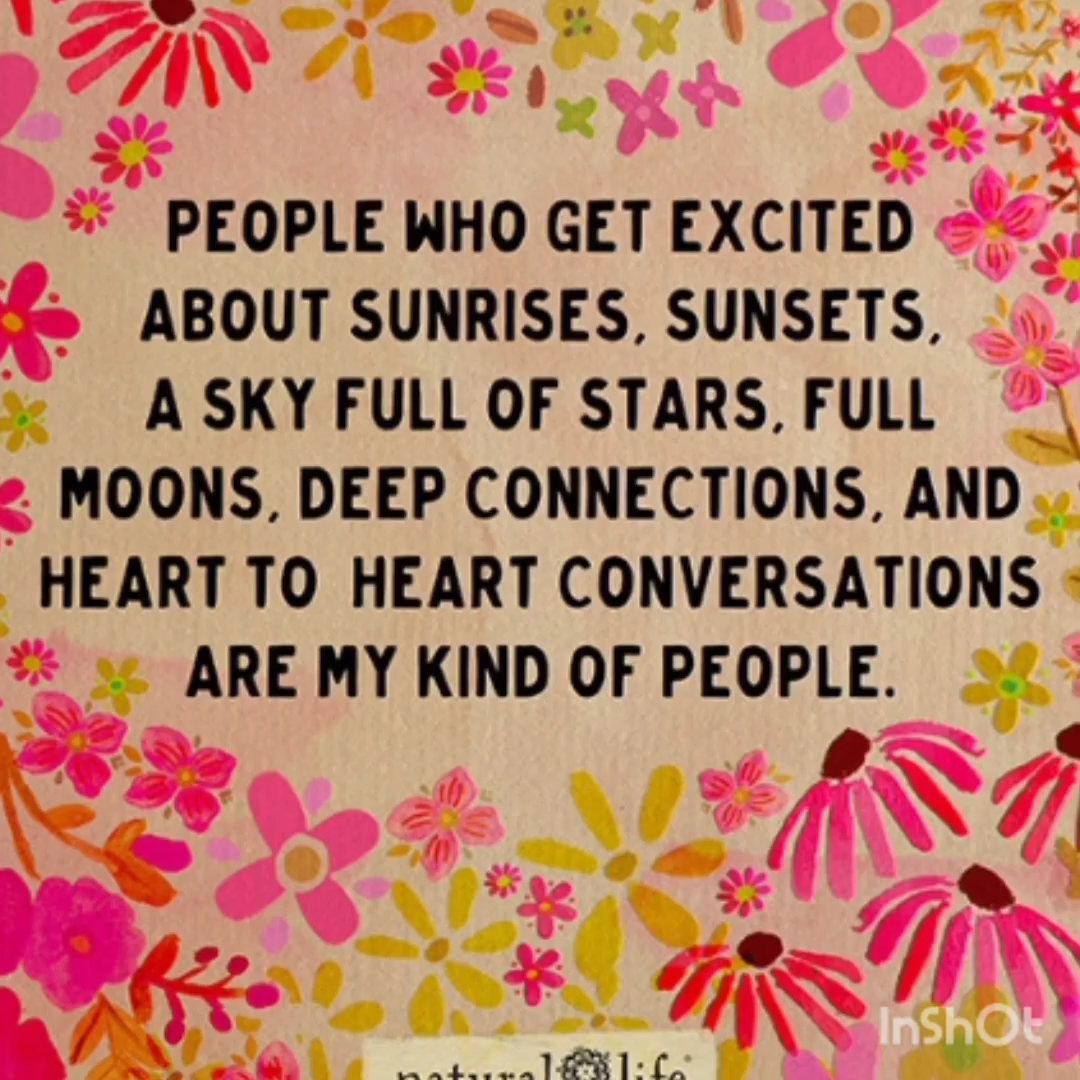 PEOPLE WHO GET EXCITED
ABOUT SUNRISES, SUNSETS,
A SKY FULL OF STARS, FULL
MOONS, DEEP CONNECTIONS, AND
HEART TO HEART CONVERSATIONS
ARE MY KIND OF PEOPLE.
InShOt
natural life